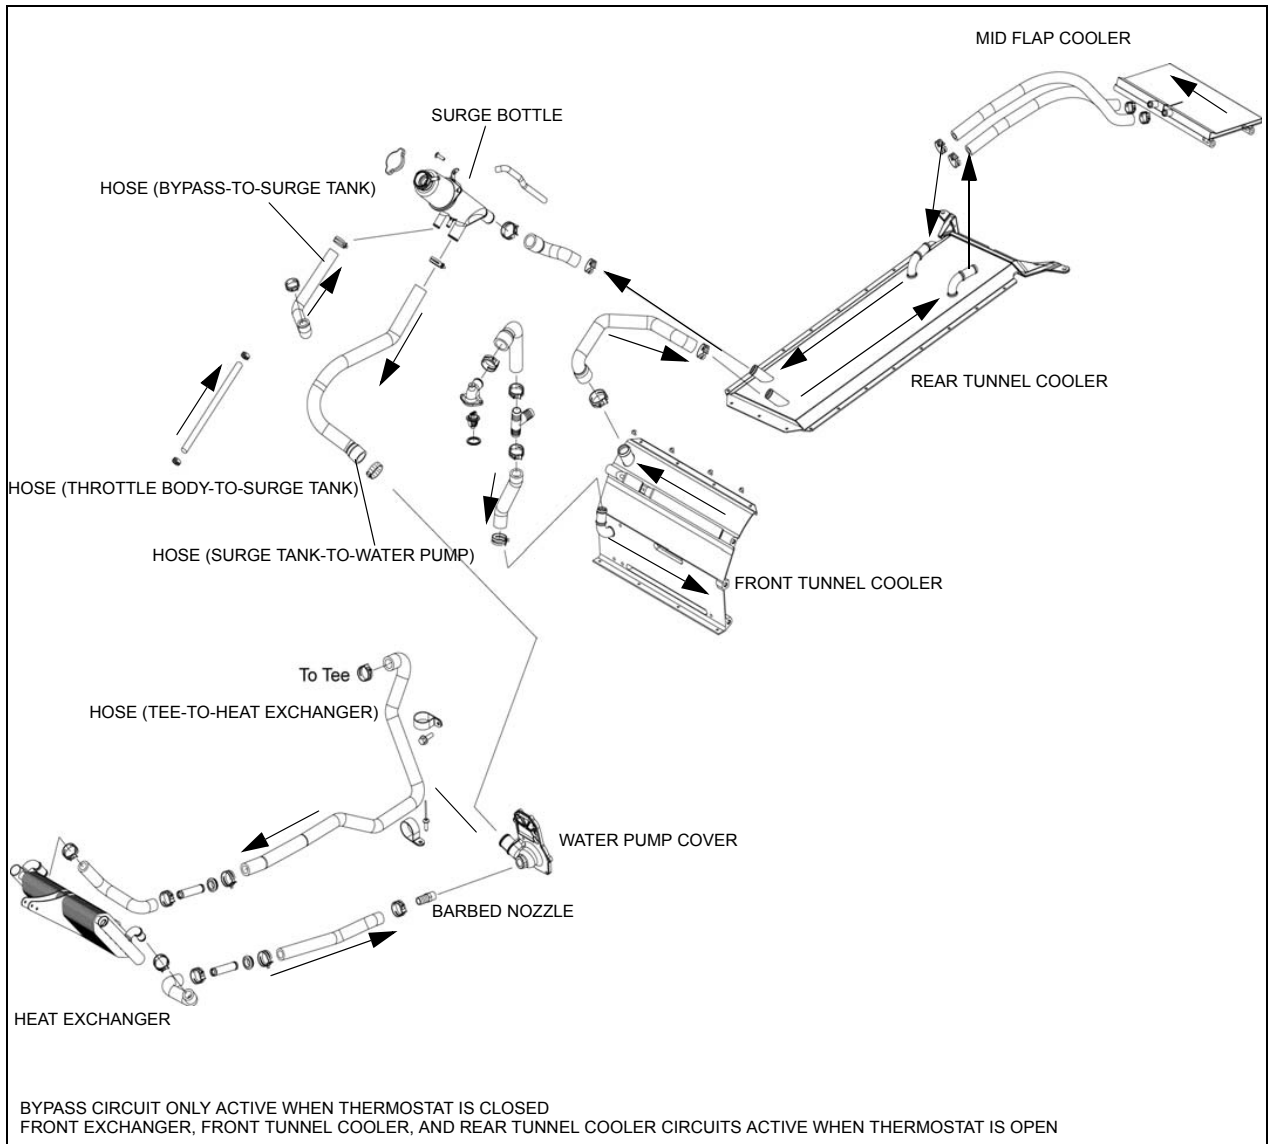 MID FLAP COOLER
SURGE BOTTLE
HOSE (BYPASS-TO-SURGE TANK)
REAR TUNNEL COOLER
HOSE (THROTTLE BODY-TO-SURGE TANK)
HOSE (SURGE TANK-TO-WATER PUMP)
FRONT TUNNEL COOLER
To Tee
HOSE (TEE-TO-HEAT EXCHANGER)
WATER PUMP COVER
BARBED NOZZLE
HEAT EXCHANGER
BYPASS CIRCUIT ONLY ACTIVE WHEN THERMOSTAT IS CLOSED
FRONT EXCHANGER, FRONT TUNNEL COOLER, AND REAR TUNNEL COOLER CIRCUITS ACTIVE WHEN THERMOSTAT IS OPEN